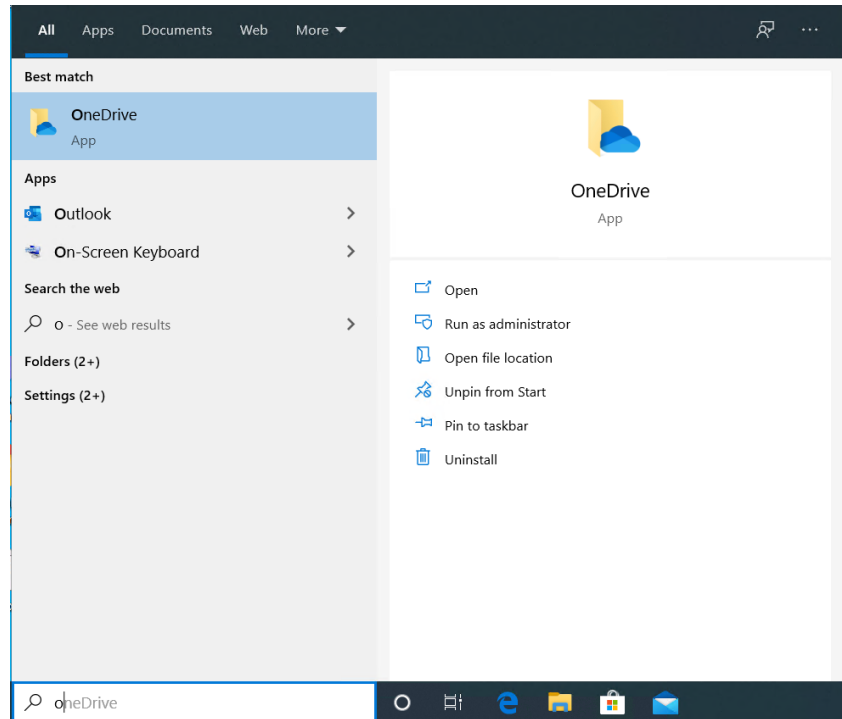 All Apps Documents Web More
Best match
OneDrive
App
Apps
Outlook
On-Screen Keyboard
Search the web
o - See web results
Folders (2+)
Settings (2+)
OneDrive
App
Open
Run as administrator
Open file location
Unpin from Start
Pin to taskbar
Uninstall
oneDrive